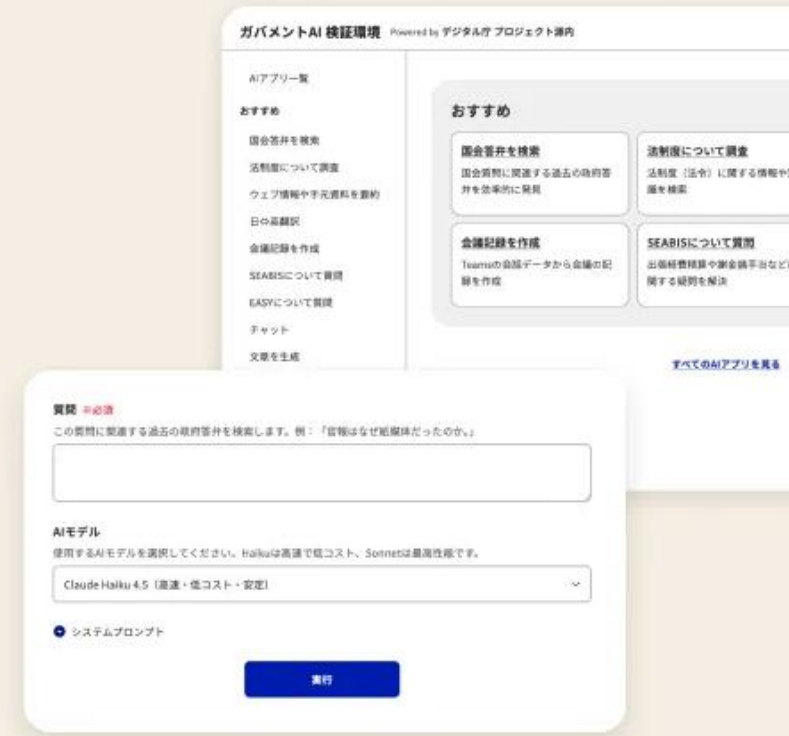 ガバメントAI 検証環境 Powered by デジタル庁 プロジェクト源内
AIアプリ一覧
おすすめ
国会答弁を検索
法制度について調査
ウェブ情報や手元資料を要約
日⇔英翻訳
会議記録を作成
SEABISについて質問
EASYについて質問
チャット
文章を生成
おすすめ
国会答弁を検索
国会質問に関連する過去の政府答
弁を効率的に発見
法制度について調査
法制度（法令）に関する情報や
を検索
会議記録を作成
Teamsの会話データから会議の記
録を作成
SEABISについて質問
出張経費精算や謝金諸手当など
関する疑問を解決
すべてのAIアプリを見る
質問 ※必須
この質問に関連する過去の政府答弁を検索します。例：「官報はなぜ紙媒体だったのか。」
AIモデル
使用するAIモデルを選択してください。Haikuは高速で低コスト、Sonnetは最高性能です。
Claude Haiku 4.5（高速・低コスト・安定）
システムプロンプト
実行